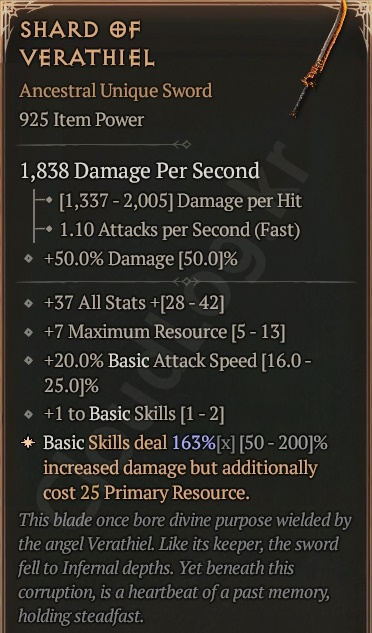 SHARD OF
VERATHIEL
Ancestral Unique Sword
925 Item Power
1,838 Damage Per Second
[1,337 - 2,005] Damage per Hit
1.10 Attacks per Second (Fast)
+50.0% Damage [50.0]%
+37 All Stats +[28 - 42]
+7 Maximum Resource [5 - 13]
+20.0% Basic Attack Speed [16.0 -
25.0]%
+1 to Basic Skills [1 - 2]
Basic Skills deal 163%[x] [50 - 200]%
increased damage but additionally
cost 25 Primary Resource.
This blade once bore divine purpose wielded by
the angel Verathiel. Like its keeper, the sword
fell to Infernal depths. Yet beneath this
corruption, is a heartbeat of a past memory,
holding steadfast.